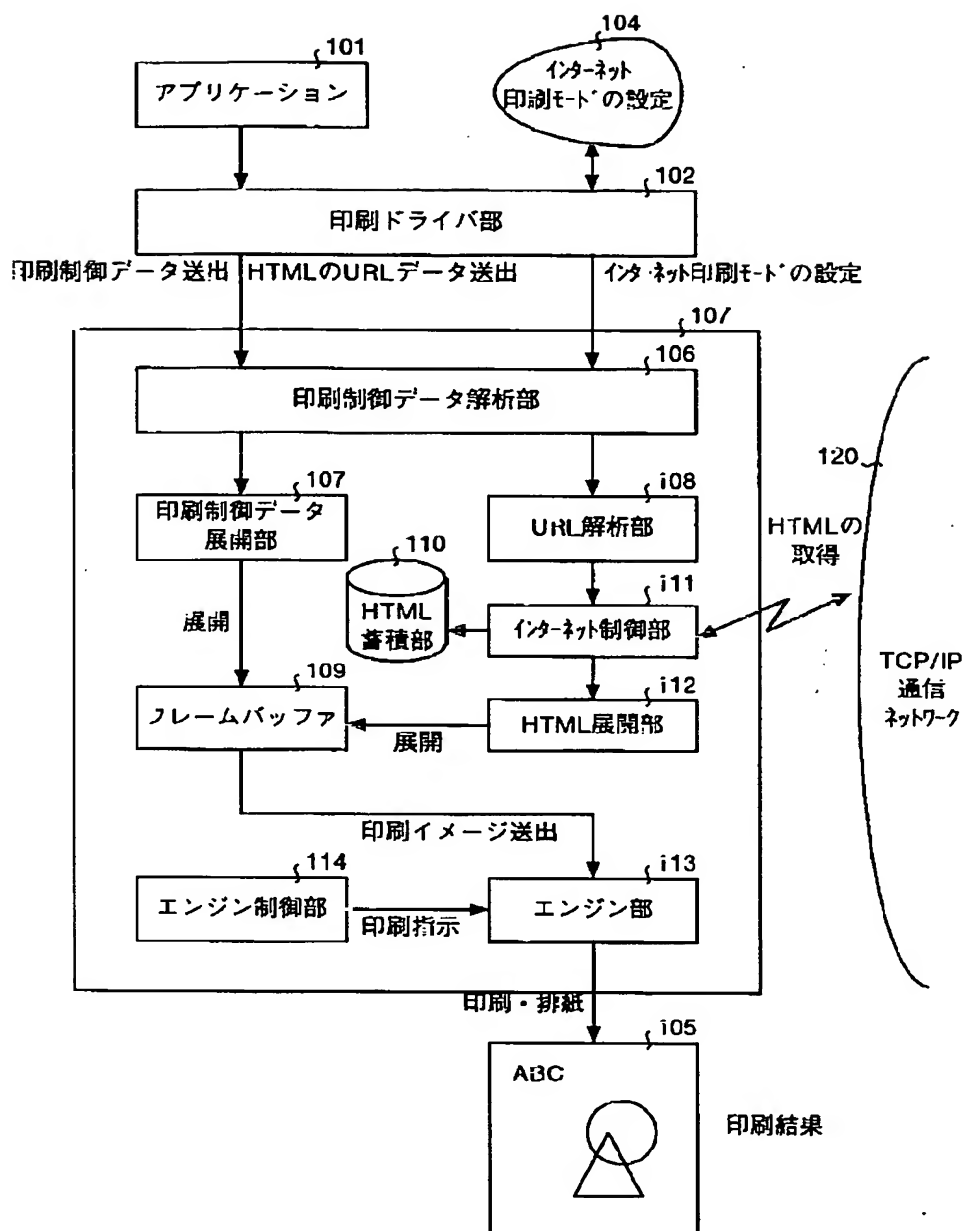 101
104
アプリケーション
インターネット
印刷モードの設定
102
印刷ドライバ部
印刷制御データ送出
HTMLのURLデータ送出
インターネット印刷モードの設定
107
106
印刷制御データ解析部
107
108
120
印刷制御データ
展開部
URL解析部
HTMLの
取得
110
111
HTML
蓄積部
インターネット制御部
展開
TCP/IP
通信
ネットワーク
109
112
フレームバッファ
HTML展開部
展開
印刷イメージ送出
114
113
エンジン制御部
エンジン部
印刷指示
印刷・排紙
105
ABC
印刷結果